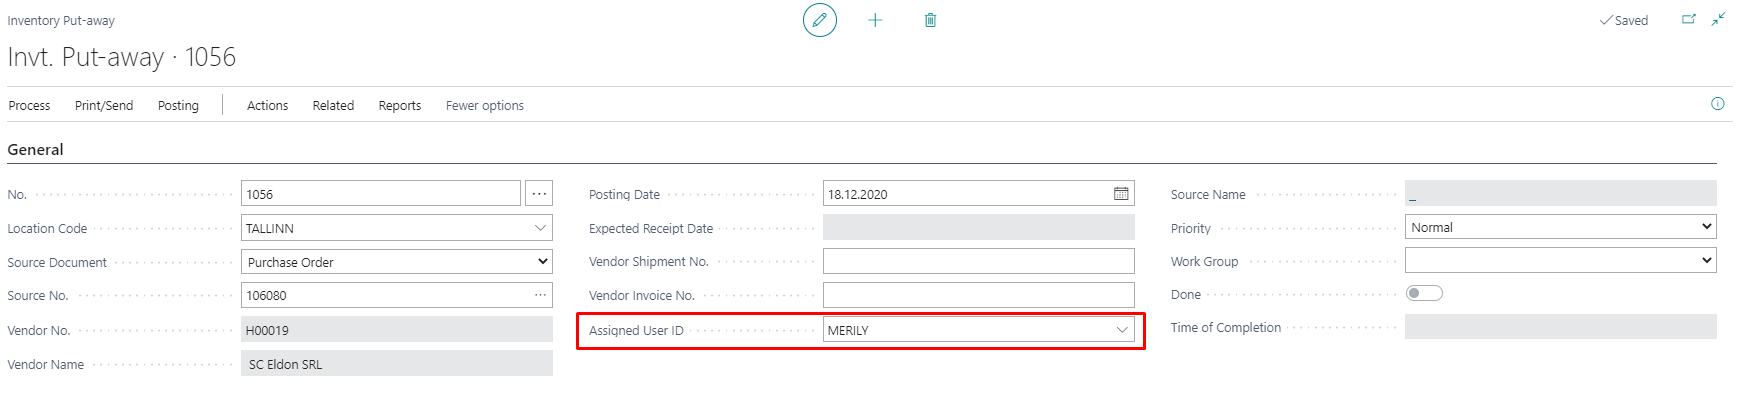 Inventory Put-away
Saved
Invt. Put-away · 1056
Process Print/Send Posting Actions Related Reports Fewer options
General
No. 1056 ...
Location Code TALLINN
Source Document Purchase Order
Source No. 106080 ...
Vendor No. H00019
Vendor Name SC Eldon SRL
Posting Date 18.12.2020
Expected Receipt Date
Vendor Shipment No.
Vendor Invoice No.
Assigned User ID MERILY
Source Name _
Priority Normal
Work Group
Done
Time of Completion